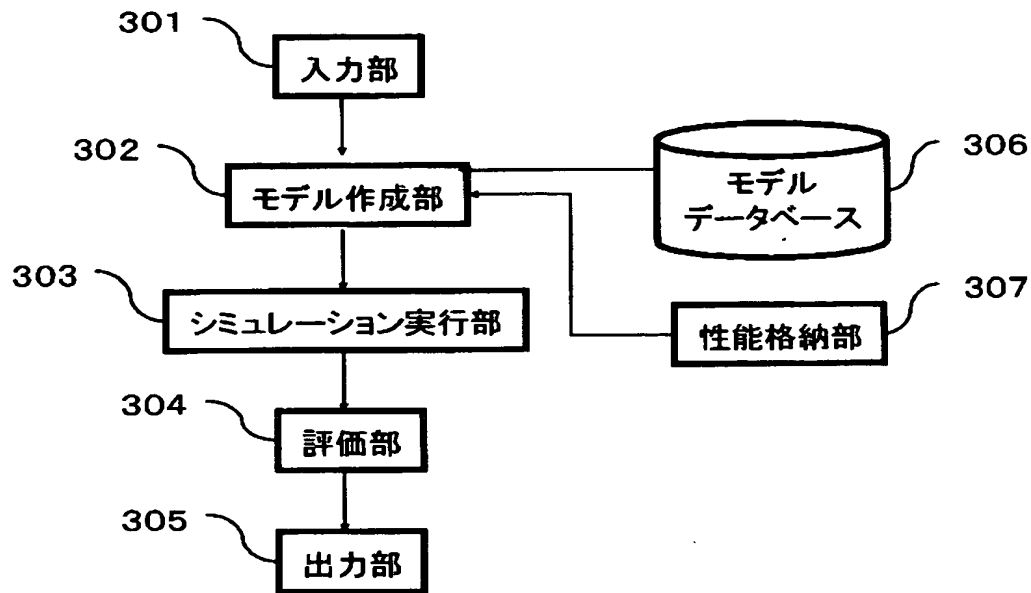 301
入力部
302
モデル作成部
モデル
データベース
306
303
シミュレーション実行部
性能格納部
307
304
評価部
305
出力部